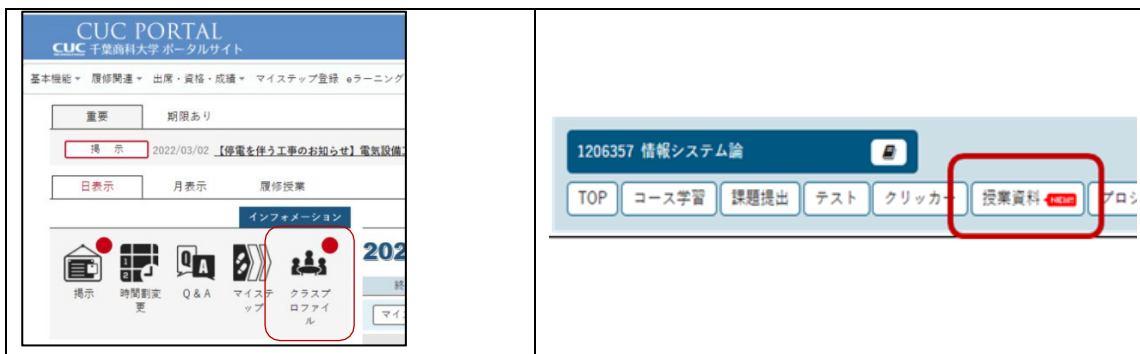 CUC PORTAL
CUC 千葉商科大学 ポータルサイト
基本機能 履修関連 出席・資格・成績 マイステップ登録 eラーニング
重要 期限あり
掲 示 2022/03/02 【停電を伴う工事のお知らせ】電気設備
日表示 月表示 履修授業
インフォメーション
202
掲示
時間割変
更
Q & A
マイステ
ップ
クラスプ
ロファイ
ル
終
マイ
1206357 情報システム論
TOP コース学習 課題提出 テスト クリッカー 授業資料 NEW!! プロジ